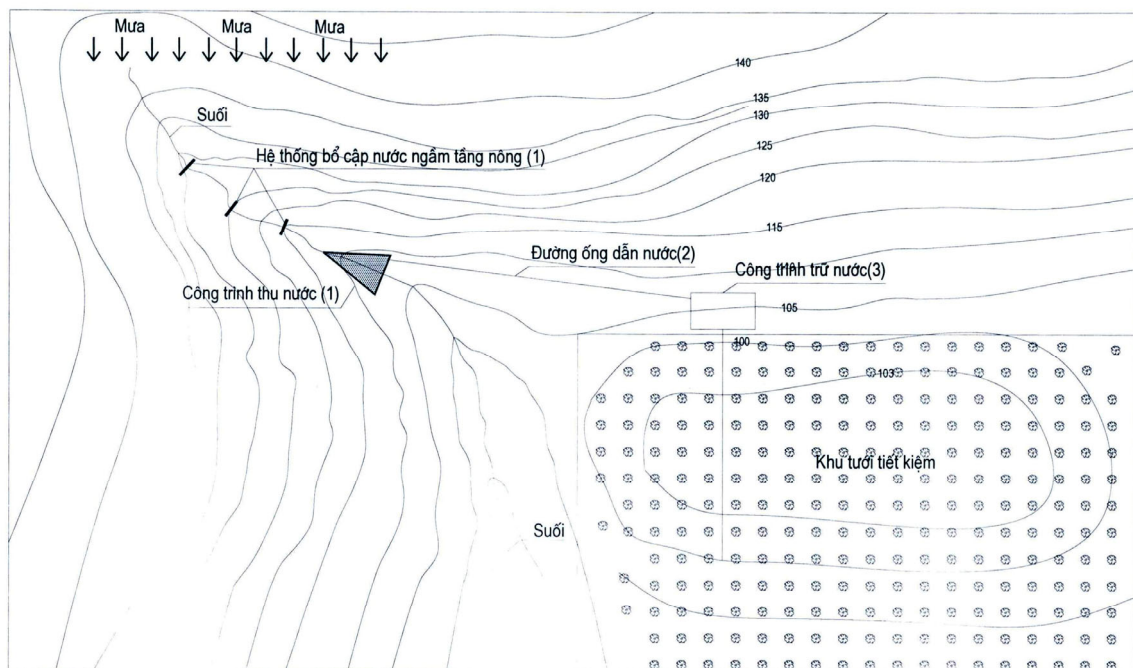 Mưa Mưa Mưa
140
135
130
Suối
125
Hệ thống bổ cập nước ngầm tầng nông (1)
120
115
Đường ống dẫn nước(2)
Công trình trữ nước(3)
Công trình thu nước (1)
105
100
103
Khu tưới tiết kiệm
Suối